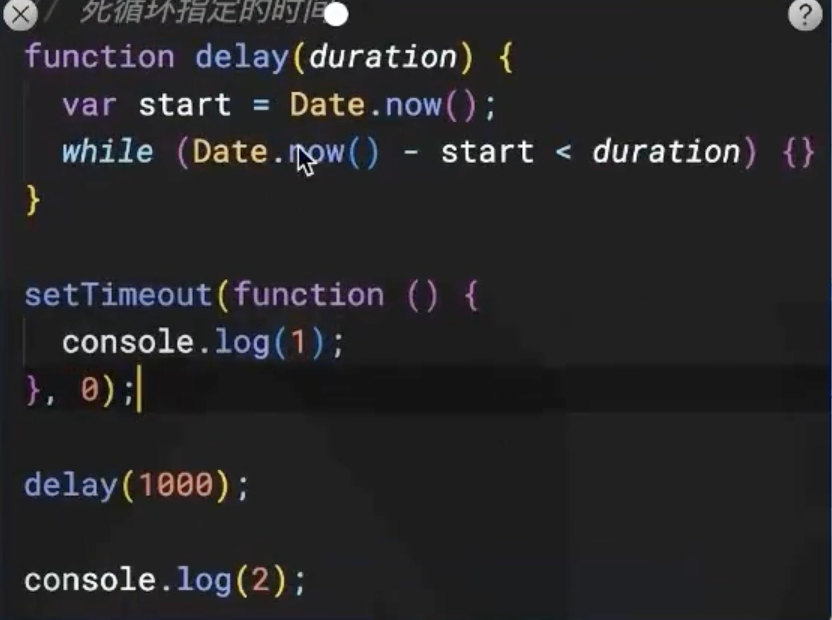 // 死循环指定的时间
function delay(duration) {
  var start = Date.now();
  while (Date.now() - start < duration) {}
}
setTimeout(function () {
  console.log(1);
}, 0);
delay(1000);
console.log(2);